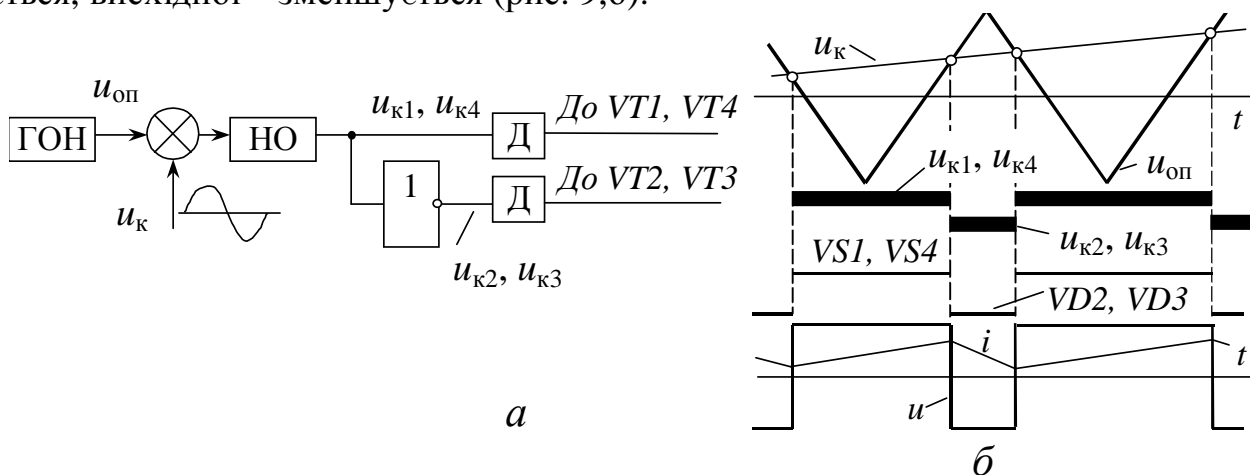 ється, висхідної - зменшується (рис. 9,б).
ГОН
uоп
uк
НО
uк1, uк4
1
Д
До VT1, VT4
Д
До VT2, VT3
uк2, uк3
а
uк
t
uк1, uк4
uоп
uк2, uк3
VS1, VS4
VD2, VD3
i
t
u
б